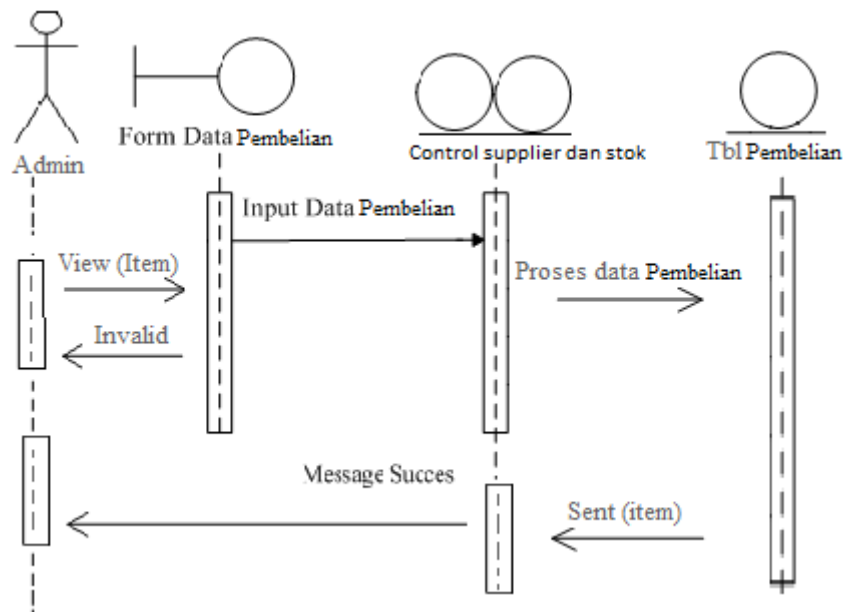 Admin
Form Data Pembelian
Control supplier dan stok
Tbl Pembelian
Input Data Pembelian
View (Item)
Proses data Pembelian
Invalid
Message Succes
Sent (item)